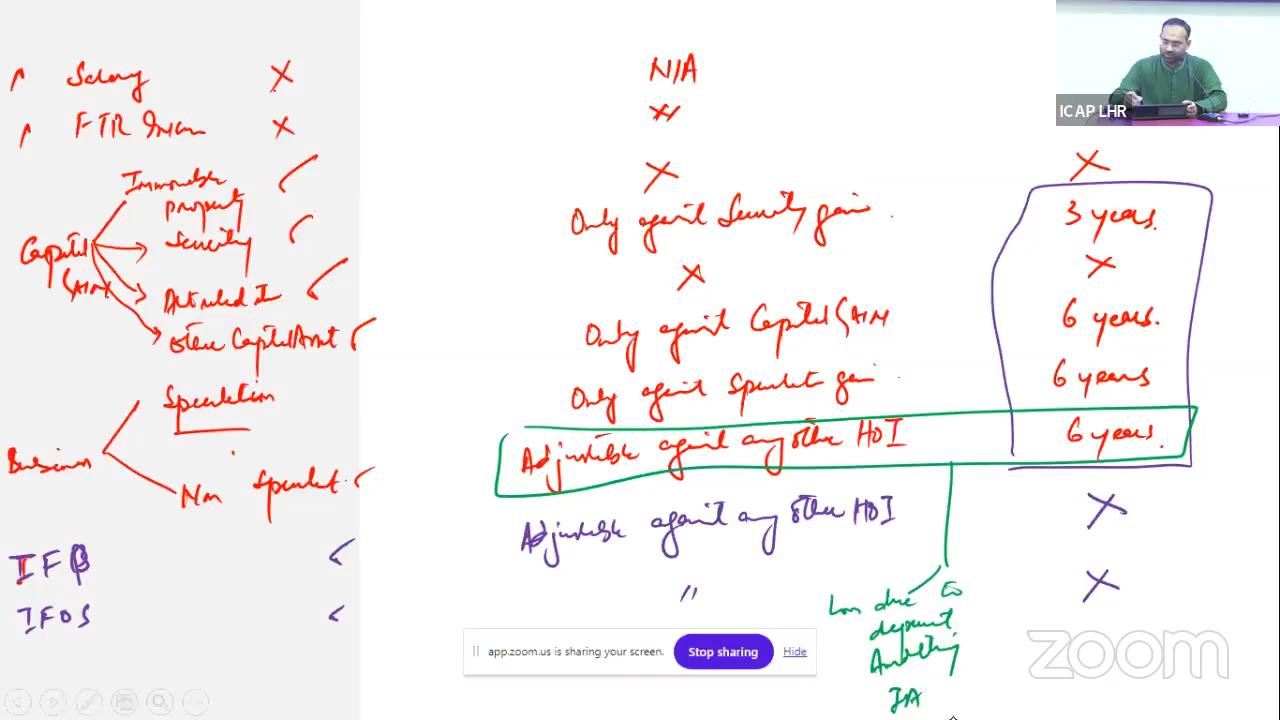 Salary X N/A
FTR Income X X
Immovable property X X
Capital Gain Security Only against Security gain 3 years.
X X
other Capital Asset Only against Capital Gain 6 years.
Speculation Only against Speculat gain 6 years
Business
Non Speculat. Adjustable against any other HOI 6 years.
IFP Adjustable against any other HOI X
IFOS " X
Loss due to
deprecit
Amortiz
IA
ICAP LHR
app.zoom.us is sharing your screen. Stop sharing Hide
zoom